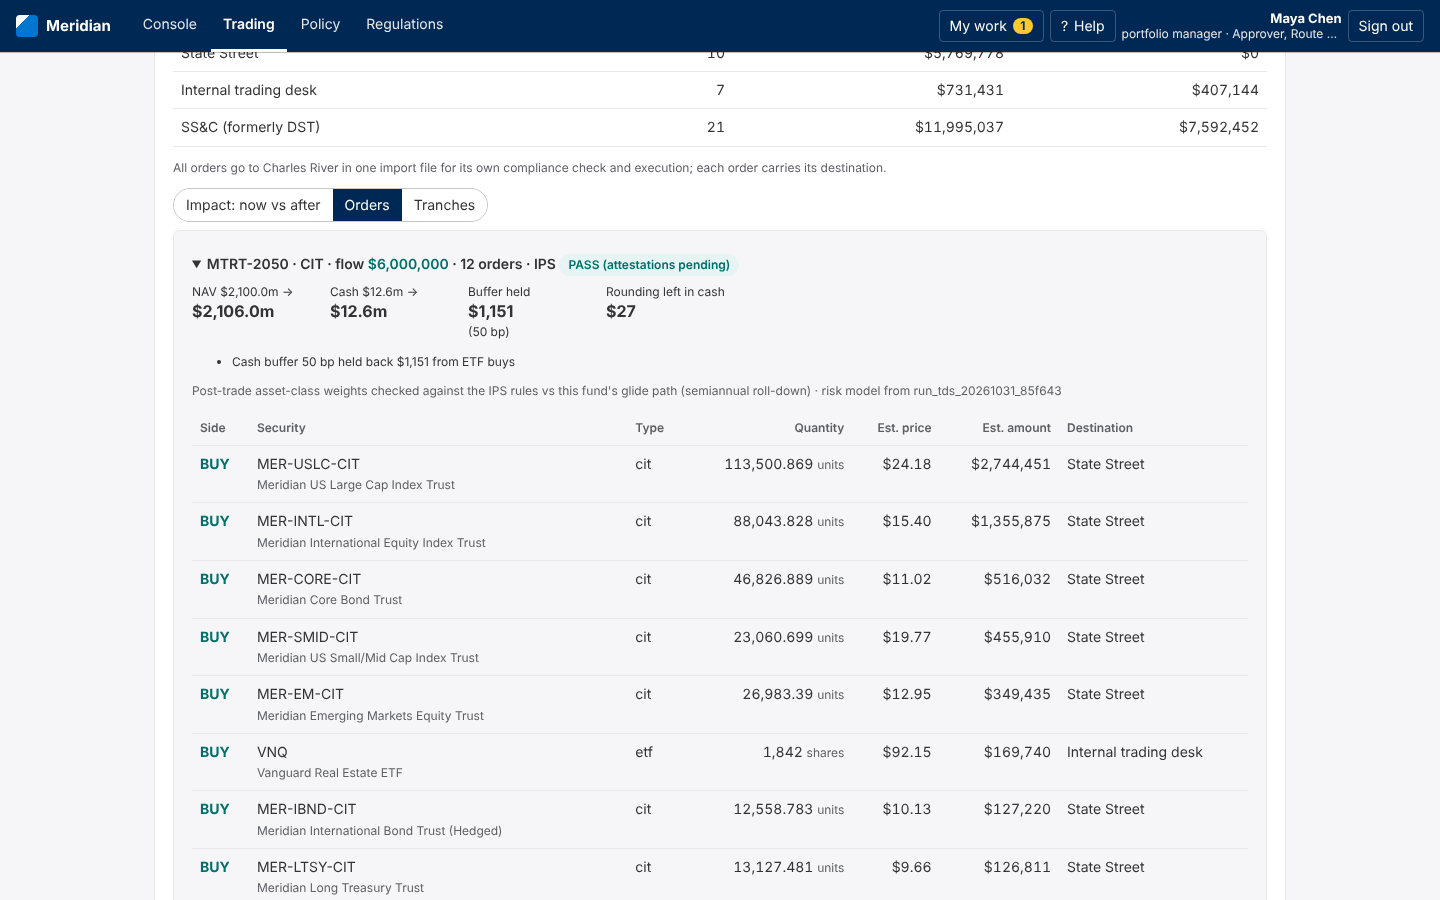 Meridian
Console
Trading
Policy
Regulations
My work 1
? Help
Maya Chen
portfolio manager · Approver, Route ...
Sign out
State Street 10 $5,769,778 $0
Internal trading desk 7 $731,431 $407,144
SS&C (formerly DST) 21 $11,995,037 $7,592,452
All orders go to Charles River in one import file for its own compliance check and execution; each order carries its destination.
Impact: now vs after Orders Tranches
▼ MTRT-2050 · CIT · flow $6,000,000 · 12 orders · IPS PASS (attestations pending)
NAV $2,100.0m → Cash $12.6m → Buffer held Rounding left in cash
$2,106.0m $12.6m $1,151 $27
(50 bp)
• Cash buffer 50 bp held back $1,151 from ETF buys
Post-trade asset-class weights checked against the IPS rules vs this fund's glide path (semiannual roll-down) · risk model from run_tds_20261031_85f643
Side Security Type Quantity Est. price Est. amount Destination
BUY MER-USLC-CIT cit 113,500.869 units $24.18 $2,744,451 State Street
Meridian US Large Cap Index Trust
BUY MER-INTL-CIT cit 88,043.828 units $15.40 $1,355,875 State Street
Meridian International Equity Index Trust
BUY MER-CORE-CIT cit 46,826.889 units $11.02 $516,032 State Street
Meridian Core Bond Trust
BUY MER-SMID-CIT cit 23,060.699 units $19.77 $455,910 State Street
Meridian US Small/Mid Cap Index Trust
BUY MER-EM-CIT cit 26,983.39 units $12.95 $349,435 State Street
Meridian Emerging Markets Equity Trust
BUY VNQ etf 1,842 shares $92.15 $169,740 Internal trading desk
Vanguard Real Estate ETF
BUY MER-IBND-CIT cit 12,558.783 units $10.13 $127,220 State Street
Meridian International Bond Trust (Hedged)
BUY MER-LTSY-CIT cit 13,127.481 units $9.66 $126,811 State Street
Meridian Long Treasury Trust